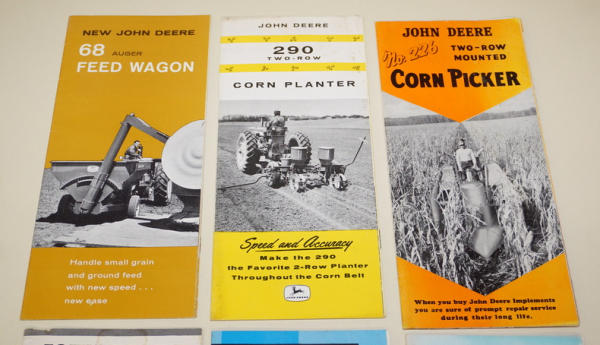 NEW JOHN DEERE
68 AUGER
FEED WAGON
Handle small grain
and ground feed
with new speed...
new ease
JOHN DEERE
290
TWO-ROW
CORN PLANTER
Speed and Accuracy
Make the 290
the Favorite 2-Row Planter
Throughout the Corn Belt
JOHN DEERE
JOHN DEERE
No. 226 TWO-ROW
MOUNTED
CORN PICKER
When you buy John Deere Implements
you are sure of prompt repair service
during their long life.